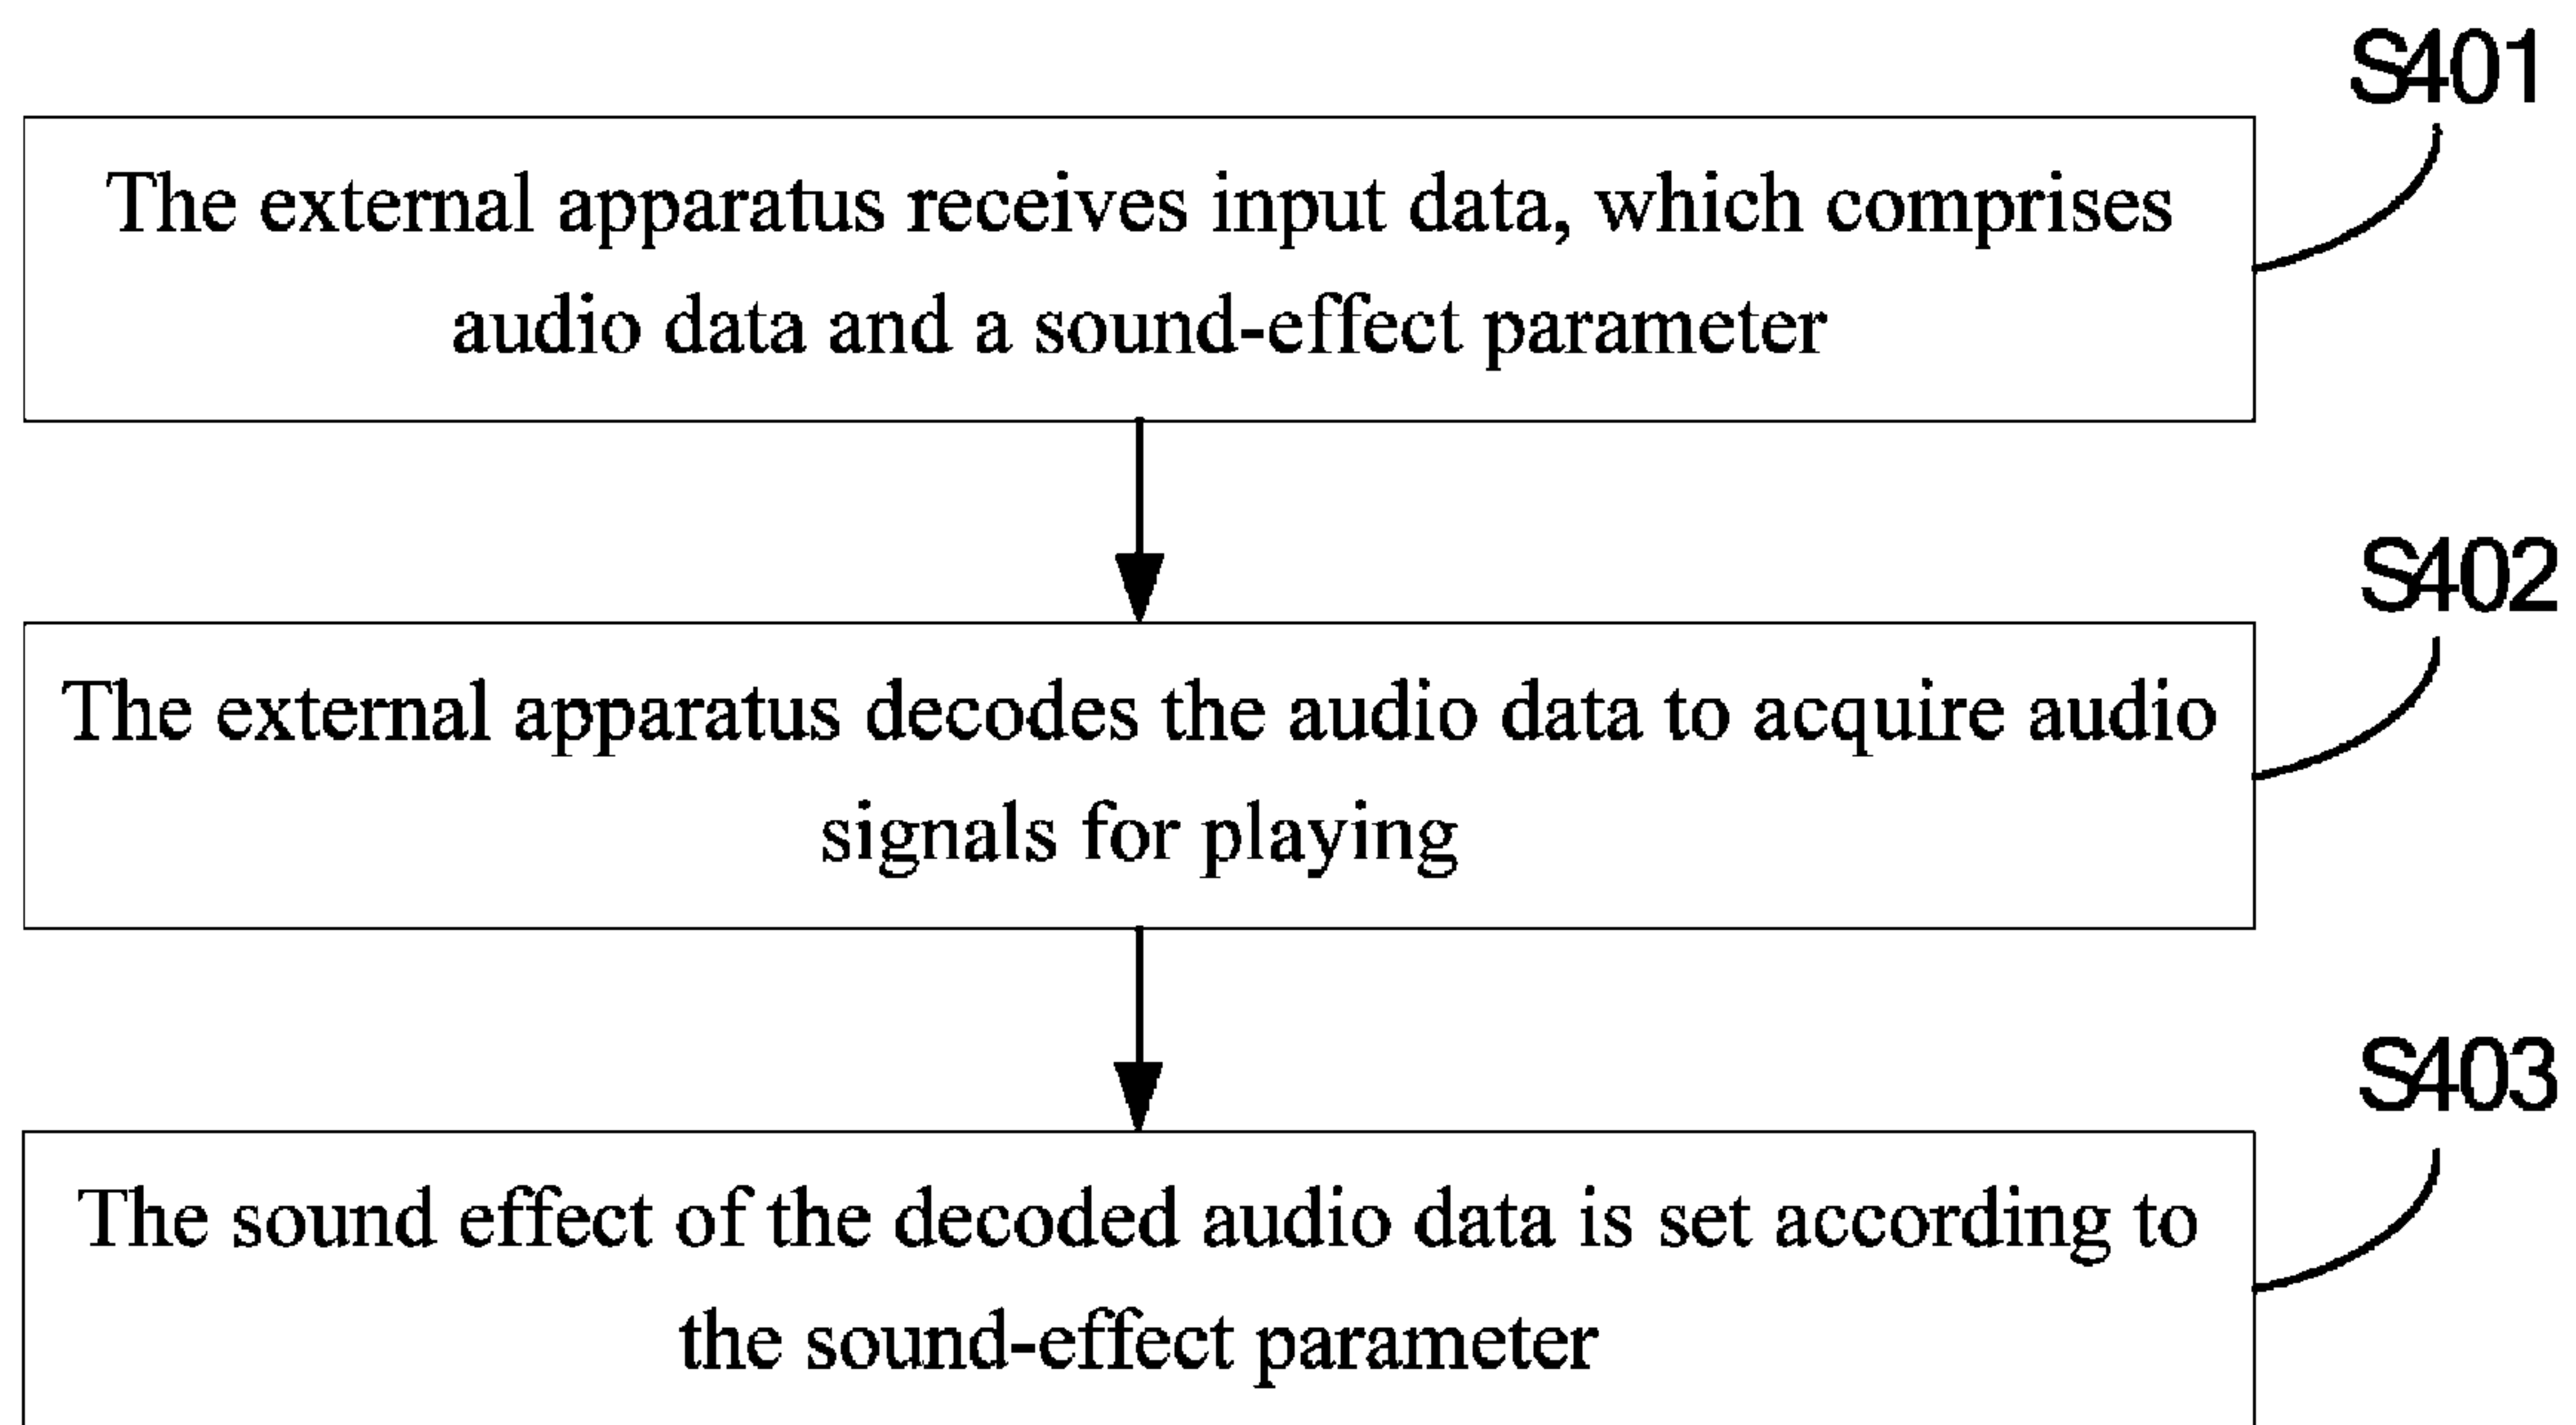 S401
The external apparatus receives input data, which comprises
audio data and a sound-effect parameter
S402
The external apparatus decodes the audio data to acquire audio
signals for playing
S403
The sound effect of the decoded audio data is set according to
the sound-effect parameter